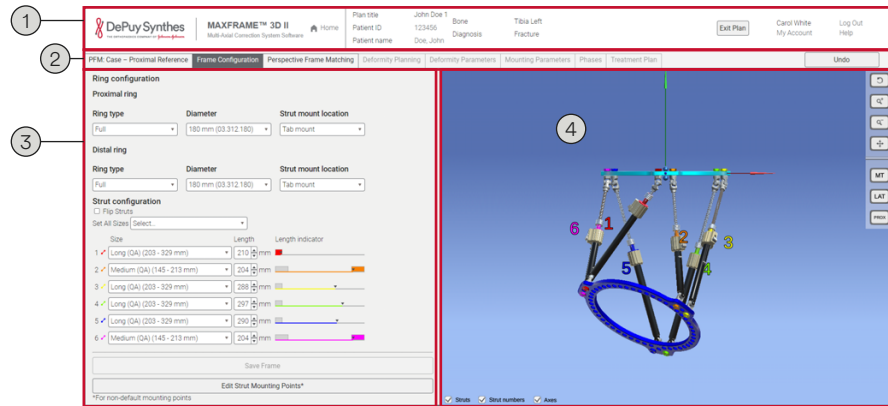 1
DePuy Synthes
THE ORTHOPAEDICS COMPANY OF Johnson & Johnson
MAXFRAME™ 3D II
Multi-Axial Correction System Software
Home
Plan title John Doe 1
Patient ID 123456
Patient name Doe, John
Bone Tibia Left
Diagnosis Fracture
Exit Plan
Carol White Log Out
My Account Help
2
PFM: Case – Proximal Reference Frame Configuration Perspective Frame Matching Deformity Planning Deformity Parameters Mounting Parameters Phases Treatment Plan Undo
3
Ring configuration
Proximal ring
Ring type Diameter Strut mount location
Full 180 mm (03.312.180) Tab mount
Distal ring
Ring type Diameter Strut mount location
Full 180 mm (03.312.180) Tab mount
Strut configuration
Flip Struts
Set All Sizes Select...
Size Length Length indicator
1 Long (QA) (203 - 329 mm) 210 mm
2 Medium (QA) (145 - 213 mm) 204 mm
3 Long (QA) (203 - 329 mm) 288 mm
4 Long (QA) (203 - 329 mm) 297 mm
5 Long (QA) (203 - 329 mm) 290 mm
6 Medium (QA) (145 - 213 mm) 204 mm
Save Frame
Edit Strut Mounting Points*
*For non-default mounting points
4
6 1 2 3
5 4
MT
LAT
PROX
Struts Strut numbers Axes